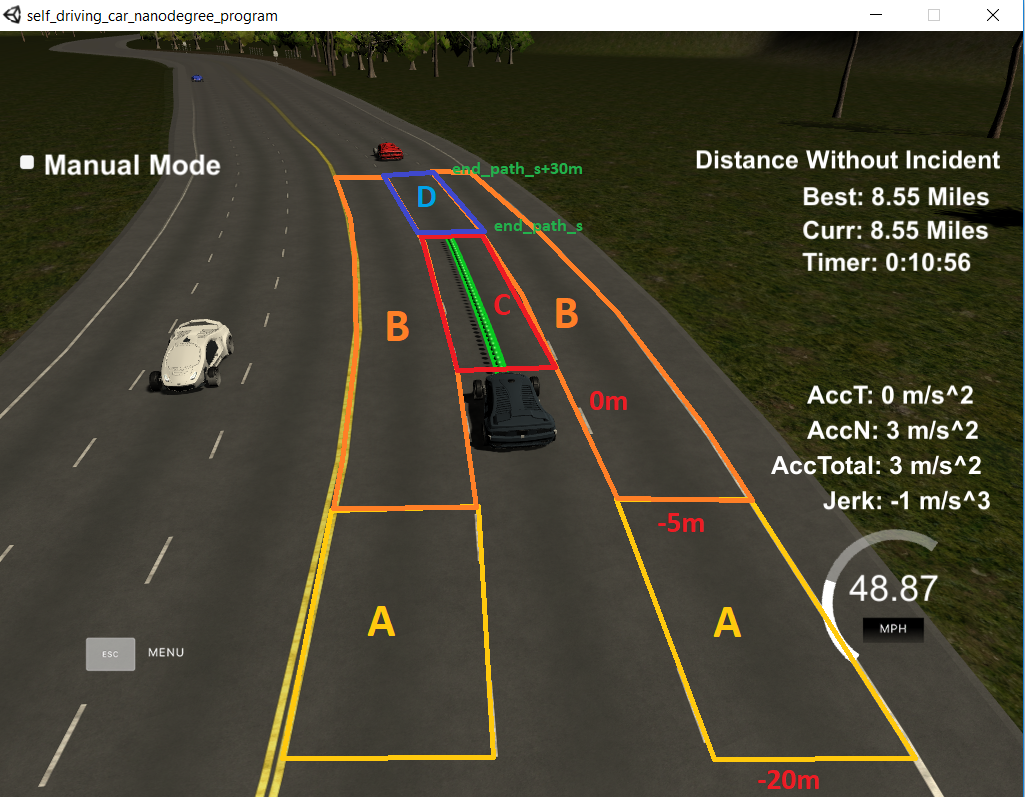 self_driving_car_nanodegree_program
Manual Mode
Distance Without Incident
Best: 8.55 Miles
Curr: 8.55 Miles
Timer: 0:10:56
end_path_s+30m
D
end_path_s
C
B
B
0m
AccT: 0 m/s^2
AccN: 3 m/s^2
AccTotal: 3 m/s^2
Jerk: -1 m/s^3
-5m
48.87
MPH
A
A
ESC
MENU
-20m